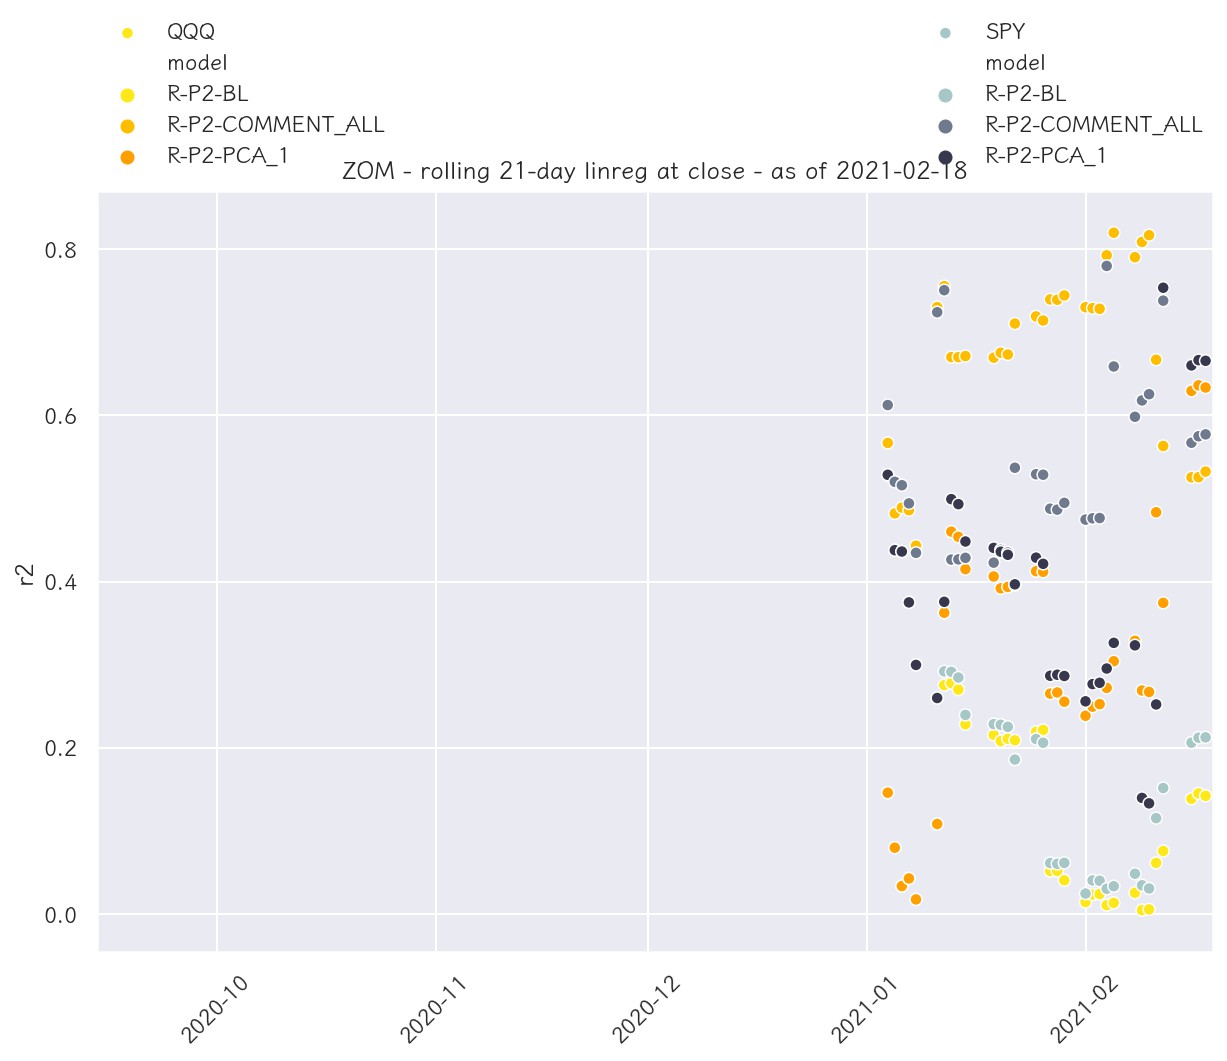 QQQ
model
R-P2-BL
R-P2-COMMENT_ALL
R-P2-PCA_1
SPY
model
R-P2-BL
R-P2-COMMENT_ALL
R-P2-PCA_1
ZOM - rolling 21-day linreg at close - as of 2021-02-18
0.8
0.6
0.4
0.2
0.0
r2
2020-10
2020-11
2020-12
2021-01
2021-02